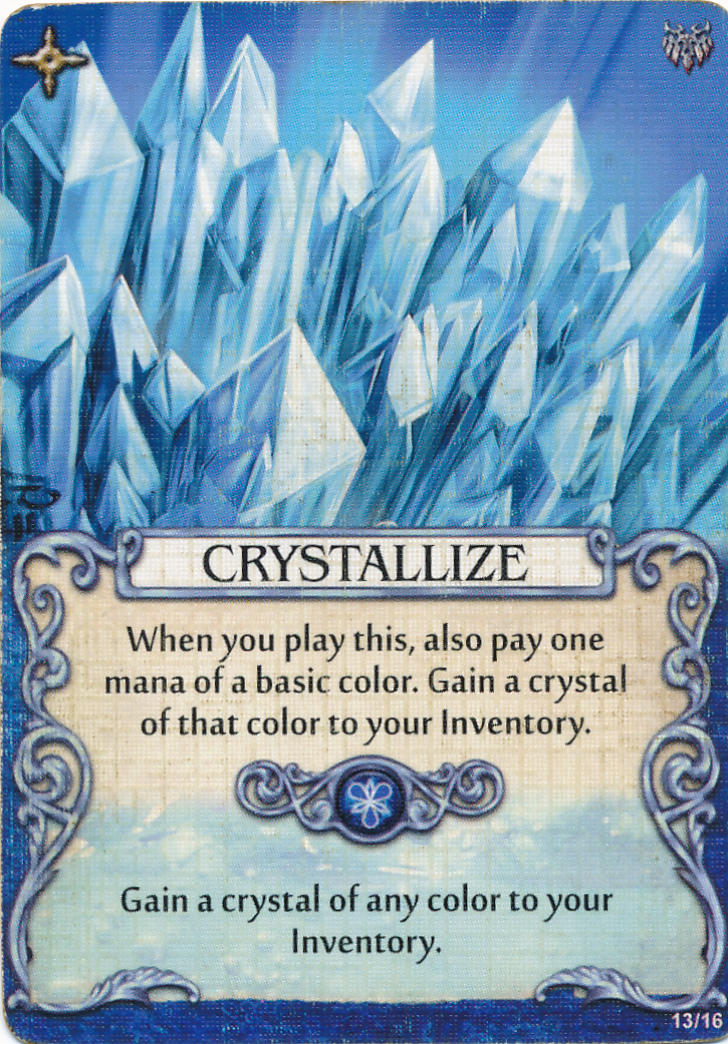 CRYSTALLIZE
When you play this, also pay one
mana of a basic color. Gain a crystal
of that color to your Inventory.
Gain a crystal of any color to your
Inventory.
13/16